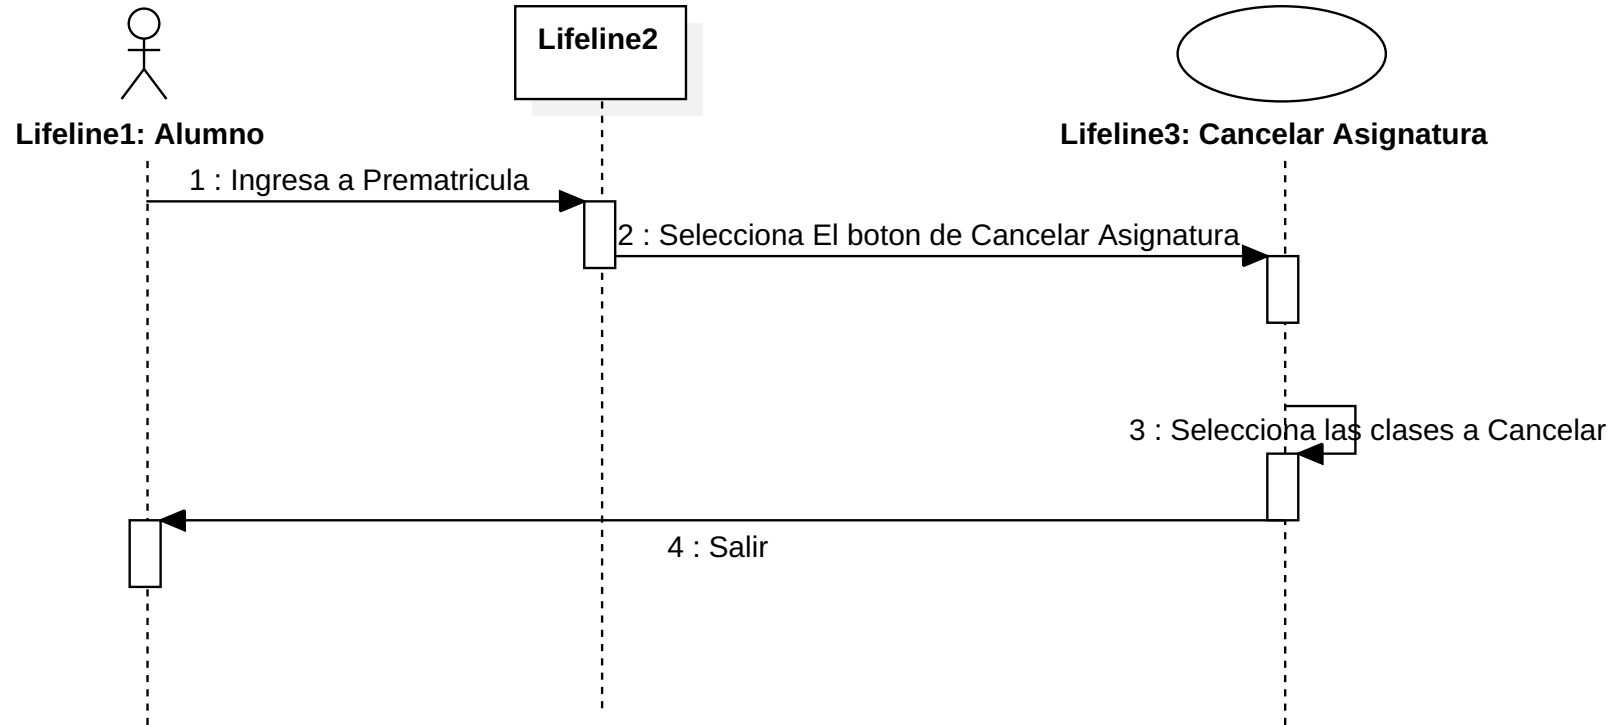 Lifeline2
Lifeline1: Alumno
Lifeline3: Cancelar Asignatura
1 : Ingresa a Prematricula
2 : Selecciona El boton de Cancelar Asignatura
3 : Selecciona las clases a Cancelar
4 : Salir